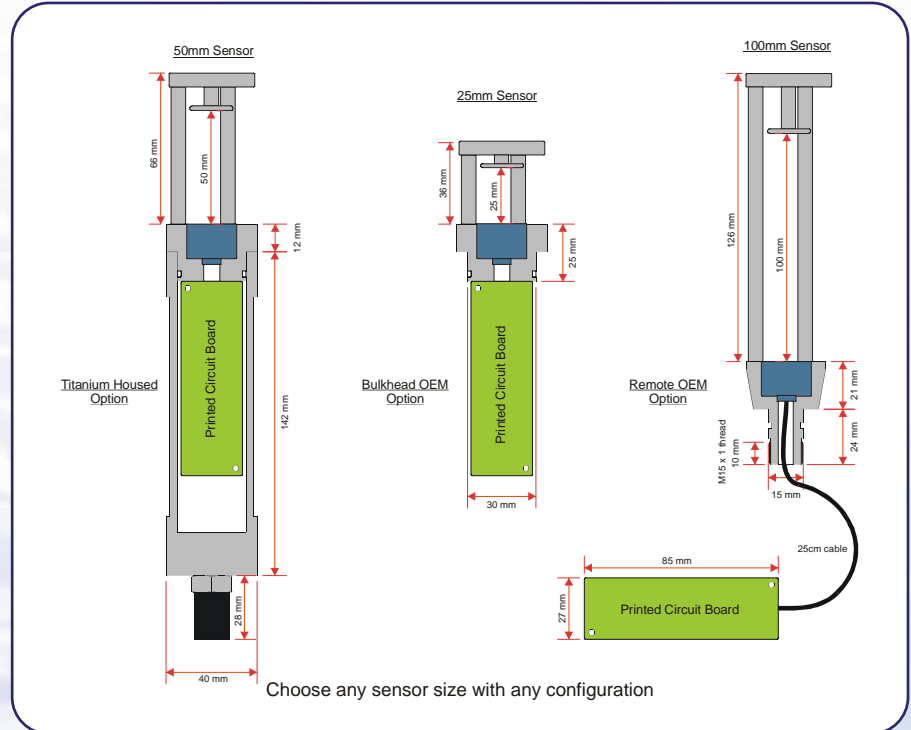 50mm Sensor
66 mm
50 mm
12 mm
Printed Circuit Board
Titanium Housed
Option
142 mm
28 mm
40 mm
25mm Sensor
36 mm
25 mm
25 mm
Printed Circuit Board
Bulkhead OEM
Option
30 mm
100mm Sensor
126 mm
100 mm
Remote OEM
Option
21 mm
24 mm
M15 x 1 thread
10 mm
15 mm
25cm cable
85 mm
27 mm
Printed Circuit Board
Choose any sensor size with any configuration